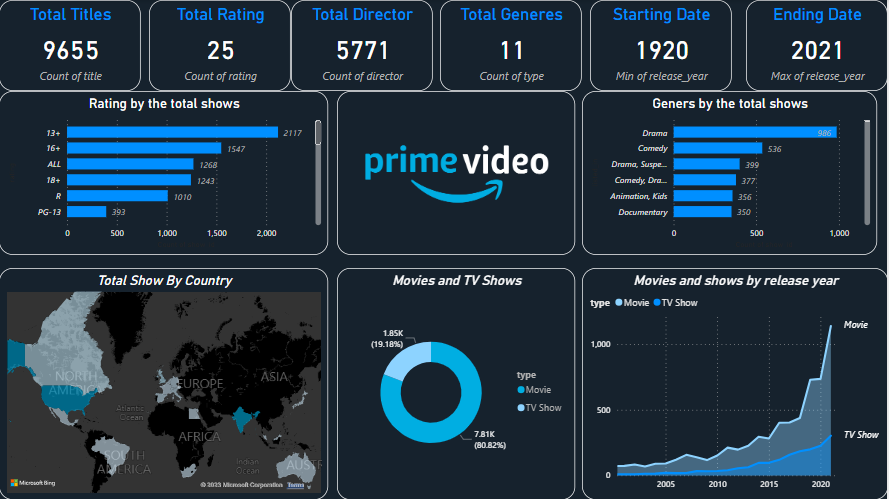 Total Titles
9655
Count of title
Total Rating
25
Count of rating
Total Director
5771
Count of director
Total Generes
11
Count of type
Starting Date
1920
Min of release_year
Ending Date
2021
Max of release_year
Rating by the total shows
13+ 2117
16+ 1547
ALL 1268
18+ 1243
R 1010
PG-13 393
0 500 1,000 1,500 2,000
prime video
Geners by the total shows
Drama 986
Comedy 536
Drama, Suspe... 399
Comedy, Dra... 377
Animation, Kids 356
Documentary 350
0 500 1,000
Total Show By Country
NORTH
AMERICA
EUROPE
ASIA
Atlantic
Ocean
AFRICA
SOUTH
AMERICA
Indian
Ocean
AUST
Microsoft Bing
© 2023 Microsoft Corporation Terms
Movies and TV Shows
1.85K
(19.18%)
7.81K
(80.82%)
type
Movie
TV Show
Movies and shows by release year
type Movie TV Show
Movie
1,000
500
TV Show
0
2005 2010 2015 2020